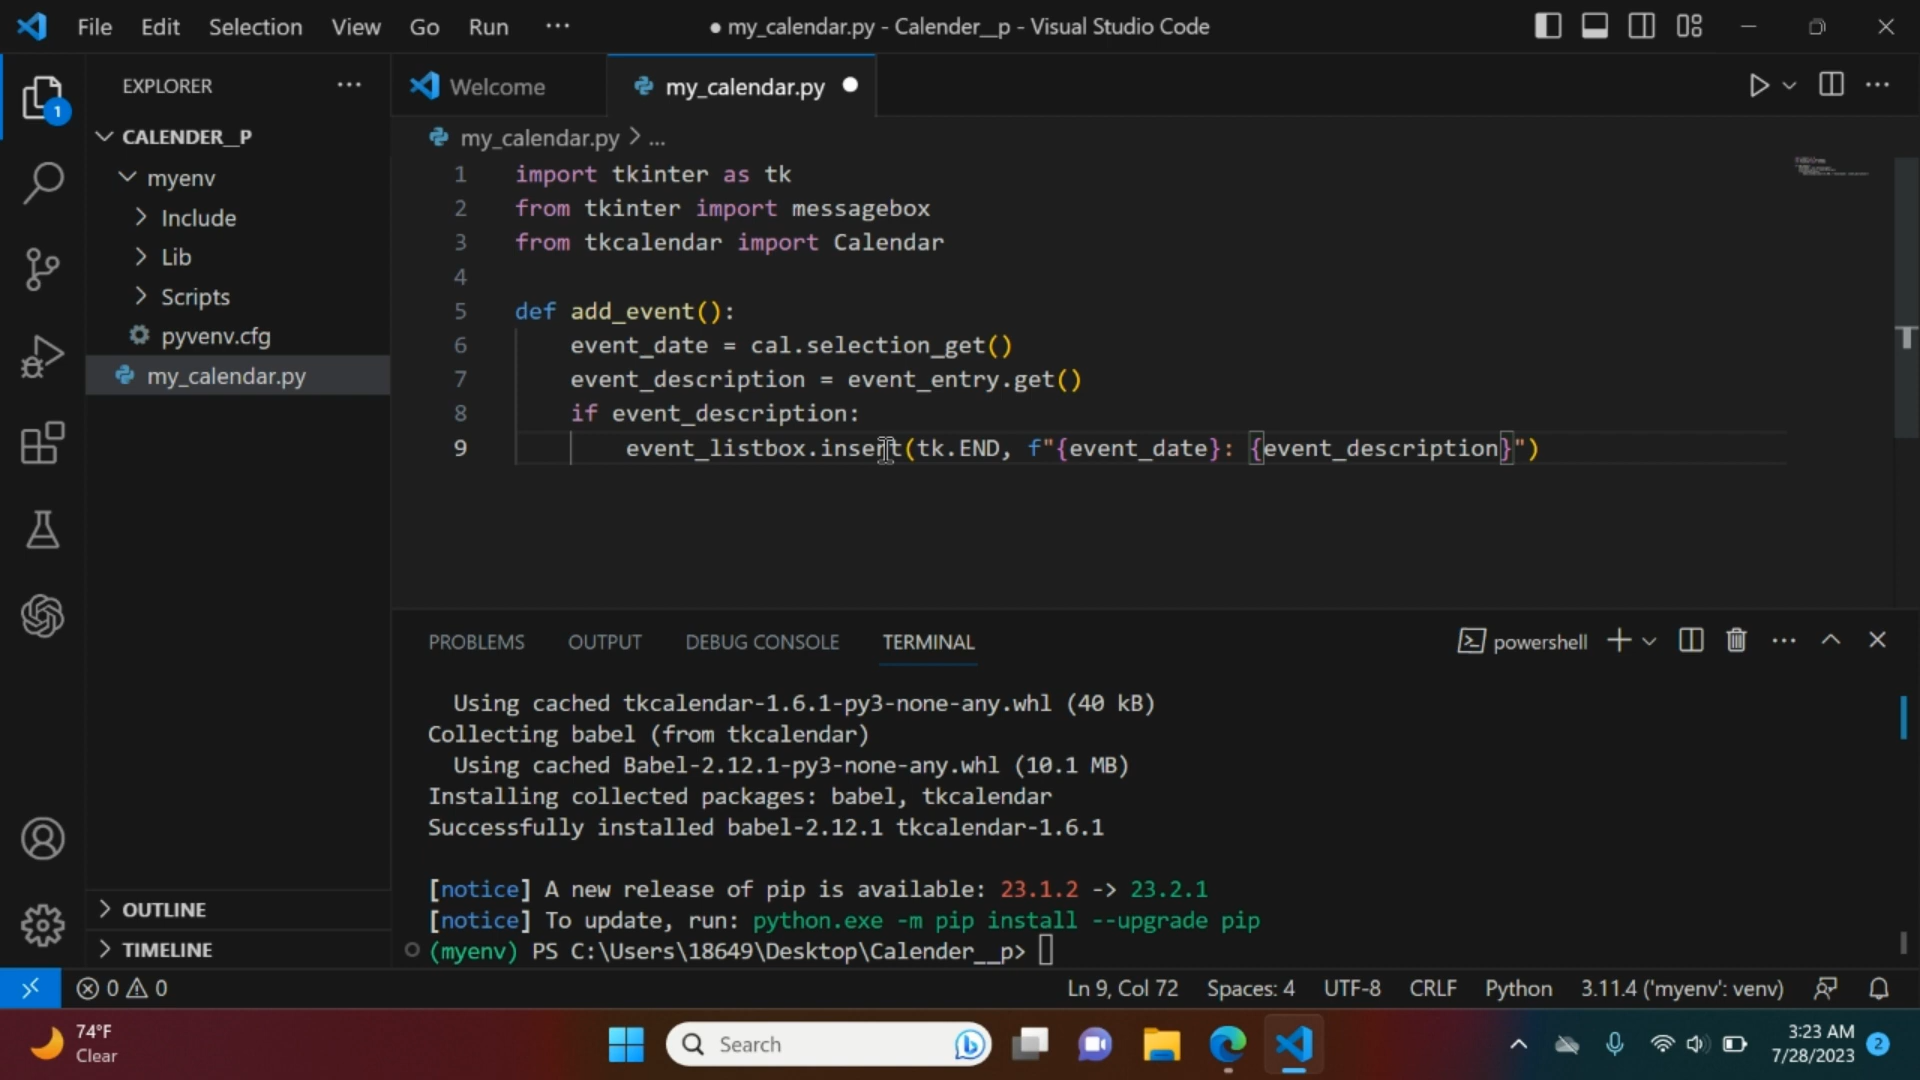 File Edit Selection View Go Run ···
● my_calendar.py - Calender__p - Visual Studio Code
EXPLORER ···
1
CALENDER__P
myenv
Include
Lib
Scripts
pyvenv.cfg
my_calendar.py
OUTLINE
TIMELINE
Welcome
my_calendar.py
my_calendar.py > ...
1 import tkinter as tk
2 from tkinter import messagebox
3 from tkcalendar import Calendar
4
5 def add_event():
6 event_date = cal.selection_get()
7 event_description = event_entry.get()
8 if event_description:
9 event_listbox.insert(tk.END, f"{event_date}: {event_description}")
PROBLEMS OUTPUT DEBUG CONSOLE TERMINAL
powershell
Using cached tkcalendar-1.6.1-py3-none-any.whl (40 kB)
Collecting babel (from tkcalendar)
Using cached Babel-2.12.1-py3-none-any.whl (10.1 MB)
Installing collected packages: babel, tkcalendar
Successfully installed babel-2.12.1 tkcalendar-1.6.1
[notice] A new release of pip is available: 23.1.2 -> 23.2.1
[notice] To update, run: python.exe -m pip install --upgrade pip
(myenv) PS C:\Users\18649\Desktop\Calender__p>
0 0
Ln 9, Col 72 Spaces: 4 UTF-8 CRLF Python 3.11.4 ('myenv': venv)
74°F
Clear
Search
3:23 AM
7/28/2023
2